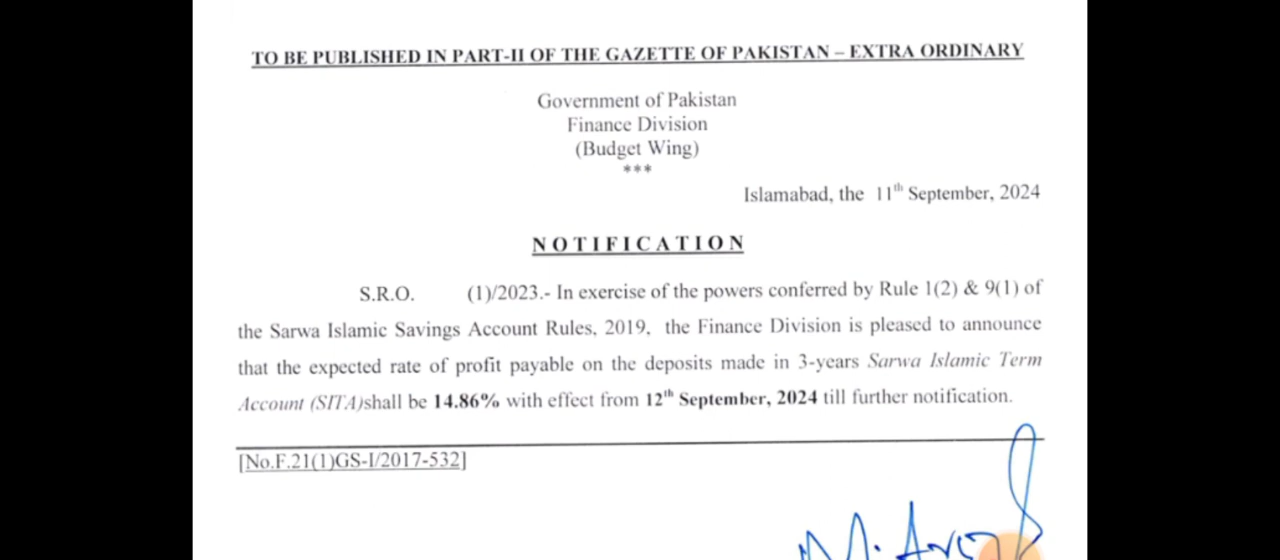 TO BE PUBLISHED IN PART-II OF THE GAZETTE OF PAKISTAN – EXTRA ORDINARY
Government of Pakistan
Finance Division
(Budget Wing)
***
Islamabad, the 11th September, 2024
NOTIFICATION
S.R.O. (1)/2023.- In exercise of the powers conferred by Rule 1(2) & 9(1) of
the Sarwa Islamic Savings Account Rules, 2019, the Finance Division is pleased to announce
that the expected rate of profit payable on the deposits made in 3-years Sarwa Islamic Term
Account (SITA)shall be 14.86% with effect from 12th September, 2024 till further notification.
[No.F.21(1)GS-I/2017-532]